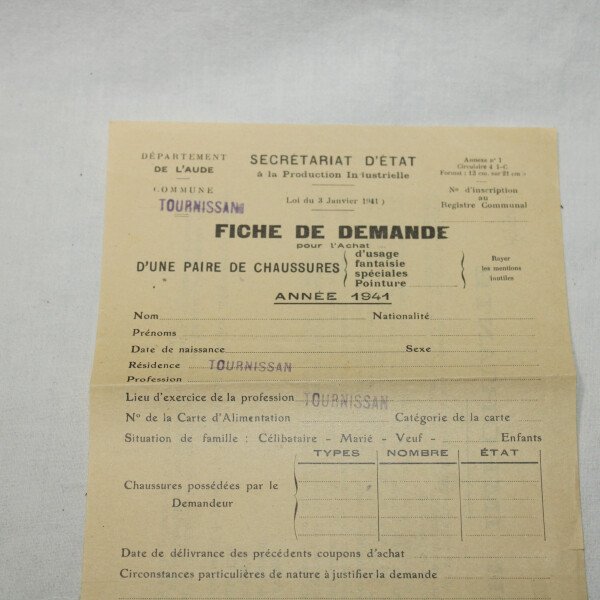 DÉPARTEMENT
DE L'AUDE
COMMUNE
TOURNISSAN
SECRÉTARIAT D'ÉTAT
à la Production Industrielle
Loi du 3 Janvier 1941)
Annexe n° 1
Circulaire 4 I-C
Format : 13 cm. sur 21 cm.
N° d'inscription
au
Registre Communal
FICHE DE DEMANDE
pour l'Achat
D'UNE PAIRE DE CHAUSSURES
d'usage
fantaisie
spéciales
Pointure
Rayer
les mentions
inutiles
ANNÉE 1941
Nom Nationalité
Prénoms
Date de naissance Sexe
Résidence TOURNISSAN
Profession
Lieu d'exercice de la profession TOURNISSAN
N° de la Carte d'Alimentation Catégorie de la carte
Situation de famille : Célibataire - Marié - Veuf - Enfants
TYPES NOMBRE ÉTAT
Chaussures possédées par le
Demandeur
Date de délivrance des précédents coupons d'achat
Circonstances particulières de nature à justifier la demande